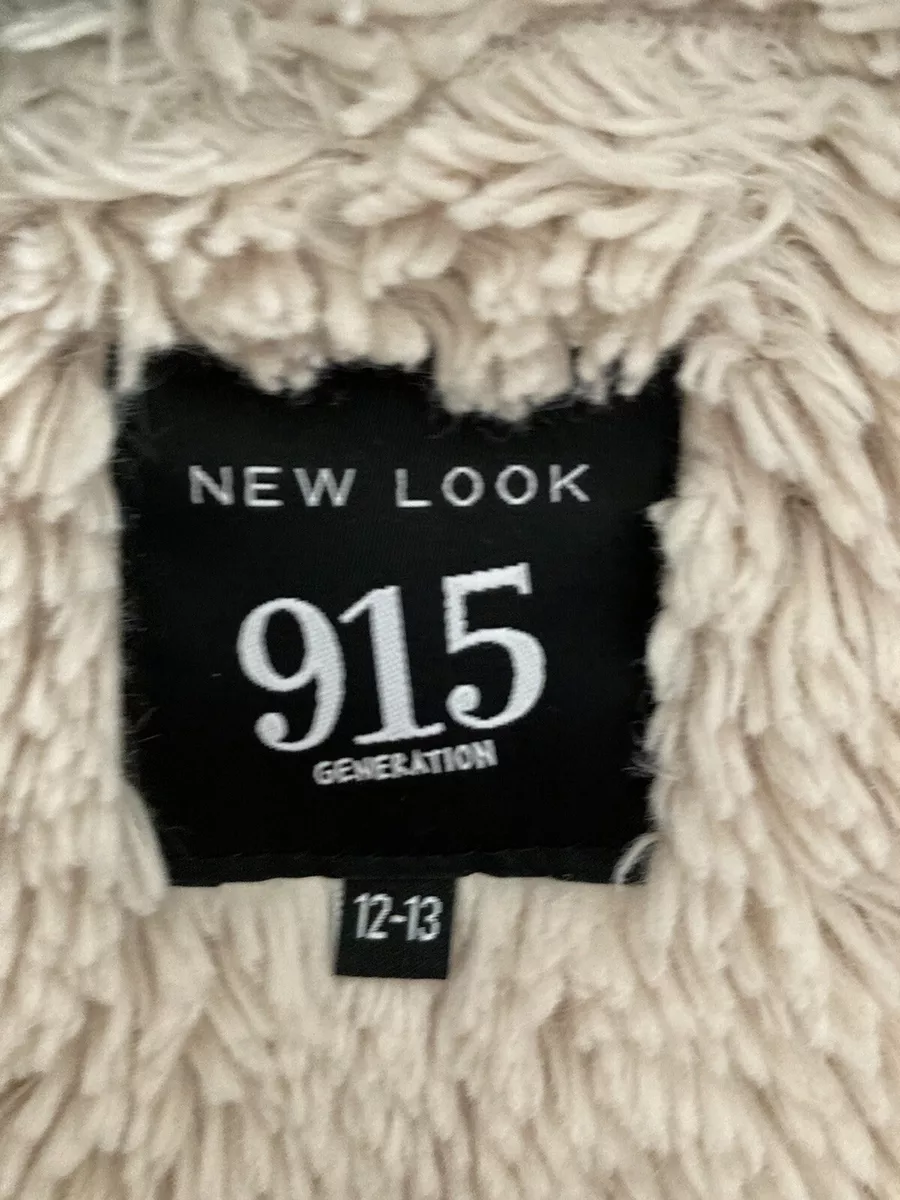 NEW LOOK
915
GENERATION
12-13